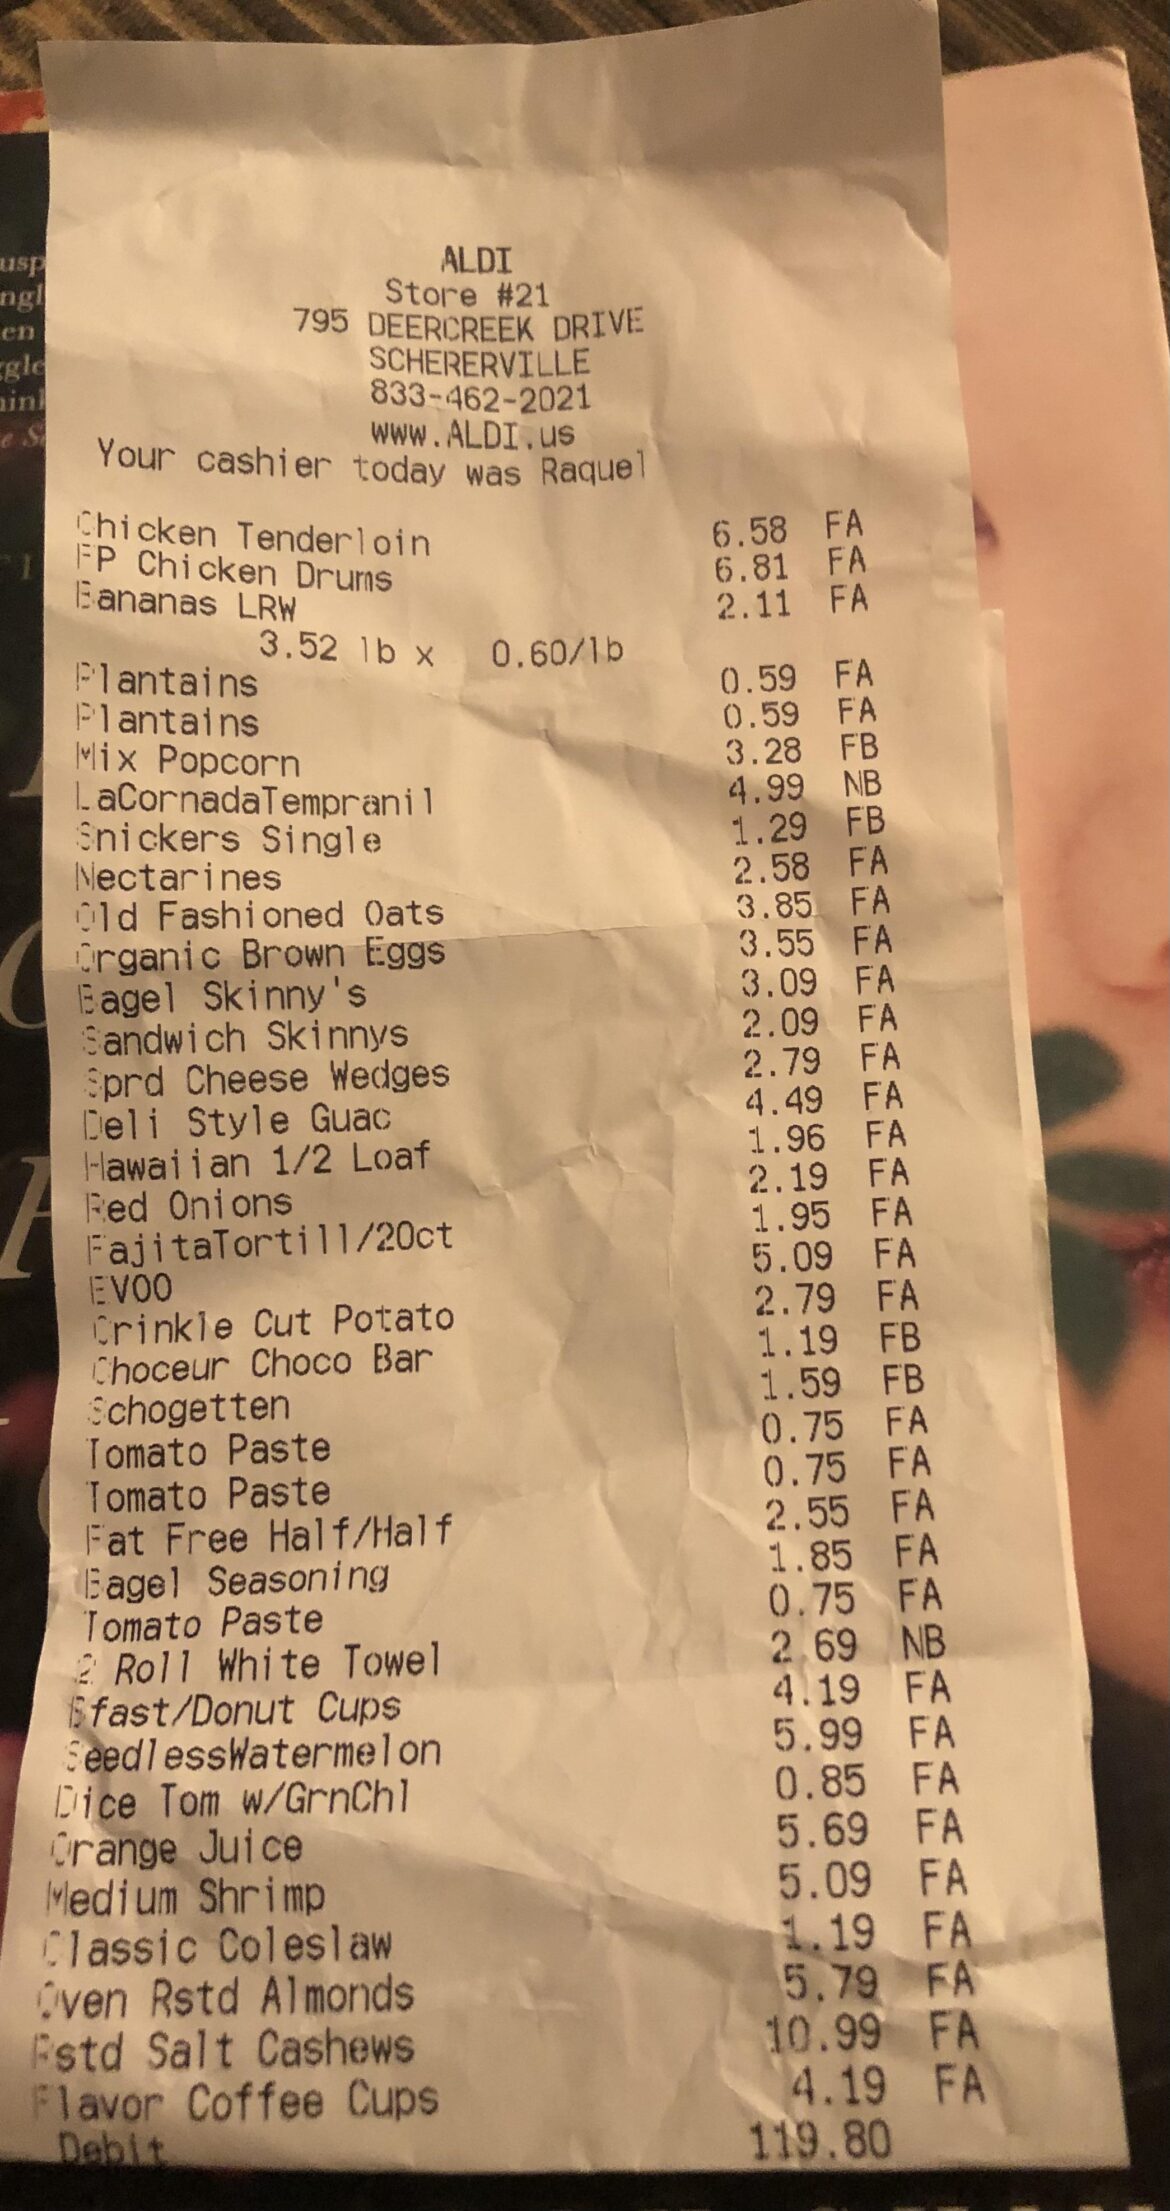 ALDI
Store #21
795 DEERCREEK DRIVE
SCHERERVILLE
833-462-2021
www.ALDI.us
Your cashier today was Raquel
Chicken Tenderloin 6.58 FA
FP Chicken Drums 6.81 FA
Bananas LRW 2.11 FA
3.52 lb x 0.60/lb
Plantains 0.59 FA
Plantains 0.59 FA
Mix Popcorn 3.28 FB
LaCornadaTempranil 4.99 NB
Snickers Single 1.29 FB
Nectarines 2.58 FA
Old Fashioned Oats 3.85 FA
Organic Brown Eggs 3.55 FA
Bagel Skinny's 3.09 FA
Sandwich Skinnys 2.09 FA
Sprd Cheese Wedges 2.79 FA
Deli Style Guac 4.49 FA
Hawaiian 1/2 Loaf 1.96 FA
Red Onions 2.19 FA
FajitaTortill/20ct 1.95 FA
EVOO 5.09 FA
Crinkle Cut Potato 2.79 FA
Choceur Choco Bar 1.19 FB
Schogetten 1.59 FB
Tomato Paste 0.75 FA
Tomato Paste 0.75 FA
Fat Free Half/Half 2.55 FA
Bagel Seasoning 1.85 FA
Tomato Paste 0.75 FA
2 Roll White Towel 2.69 NB
Bfast/Donut Cups 4.19 FA
SeedlessWatermelon 5.99 FA
Dice Tom w/GrnChl 0.85 FA
Orange Juice 5.69 FA
Medium Shrimp 5.09 FA
Classic Coleslaw 1.19 FA
Oven Rstd Almonds 5.79 FA
Rstd Salt Cashews 10.99 FA
Flavor Coffee Cups 4.19 FA
Debit 119.80